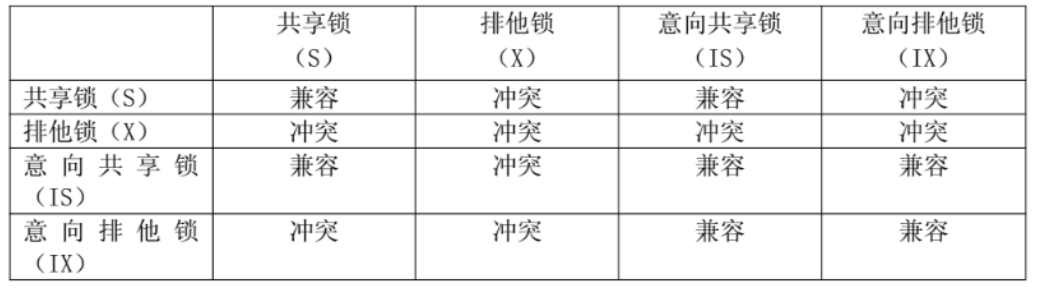 共享锁 排他锁 意向共享锁 意向排他锁
（S） （X） （IS） （IX）
共享锁（S） 兼容 冲突 兼容 冲突
排他锁（X） 冲突 冲突 冲突 冲突
意向共享锁 兼容 冲突 兼容 兼容
（IS）
意向排他锁 冲突 冲突 兼容 兼容
（IX）